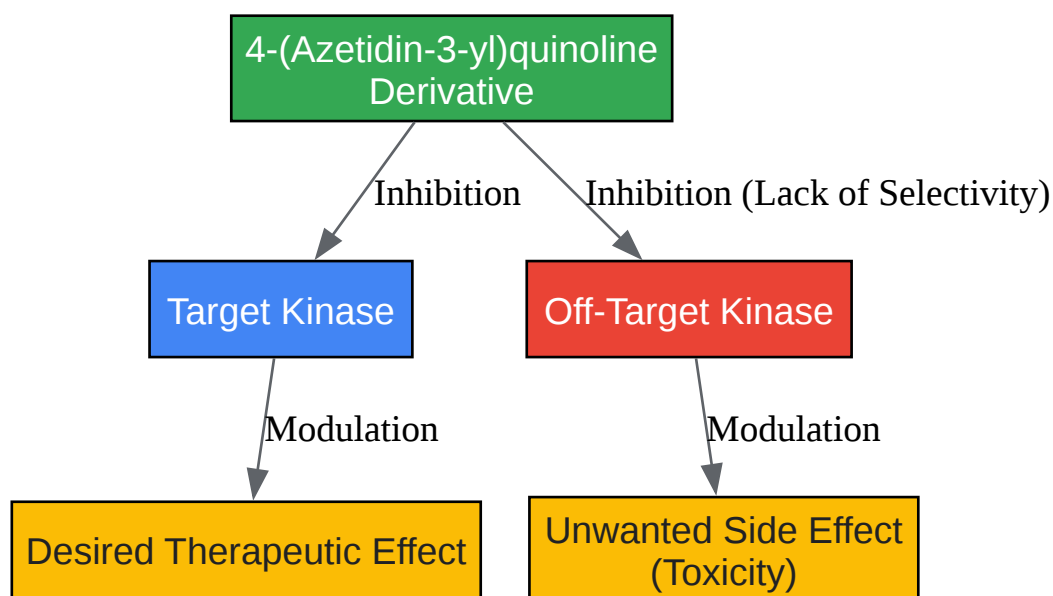 4-(Azetidin-3-yl)quinoline
Derivative
Inhibition
Inhibition (Lack of Selectivity)
Target Kinase
Off-Target Kinase
Modulation
Modulation
Desired Therapeutic Effect
Unwanted Side Effect
(Toxicity)